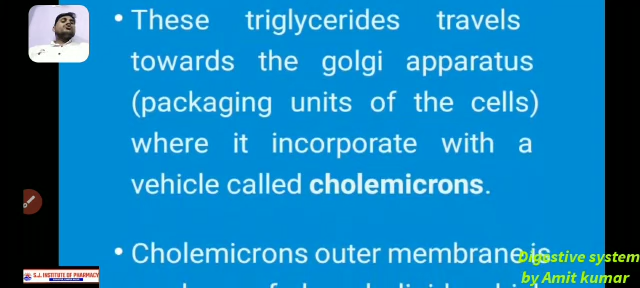 • These triglycerides travels
towards the golgi apparatus
(packaging units of the cells)
where it incorporate with a
vehicle called cholemicrons.
• Cholemicrons outer membrane is
Digestive system
by Amit kumar
S.J. INSTITUTE OF PHARMACY